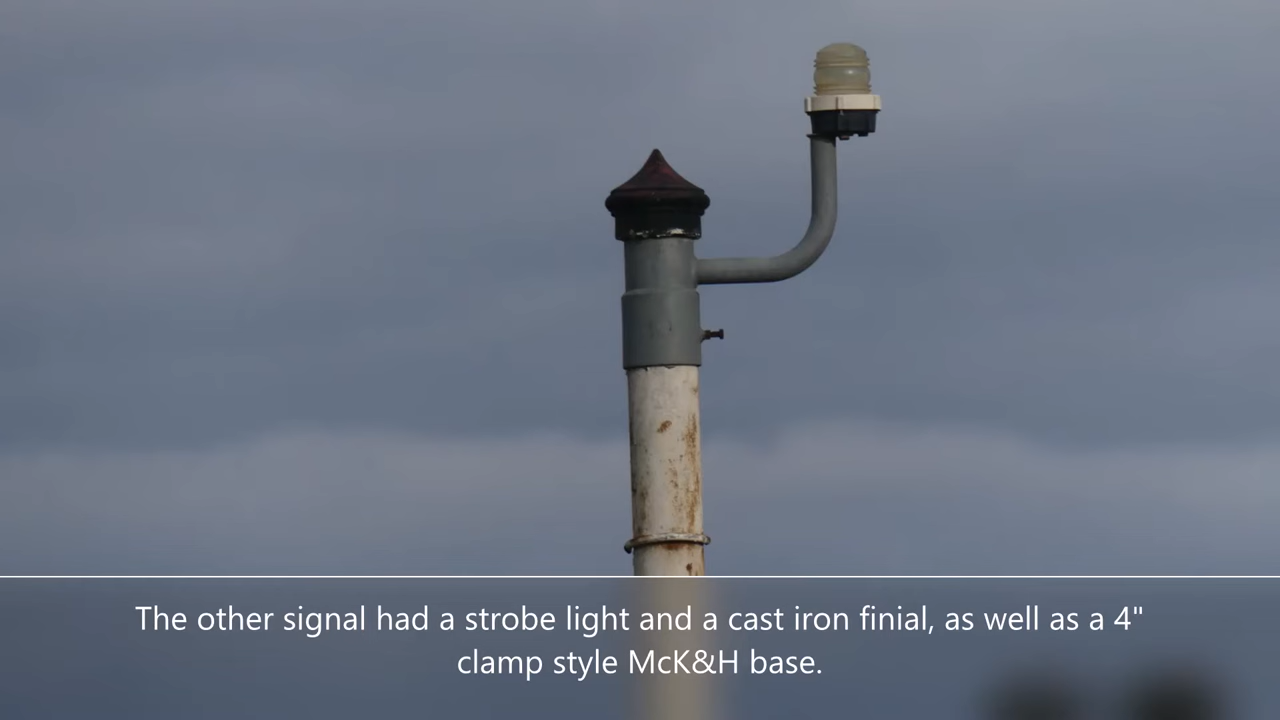 The other signal had a strobe light and a cast iron finial, as well as a 4"
clamp style McK&H base.